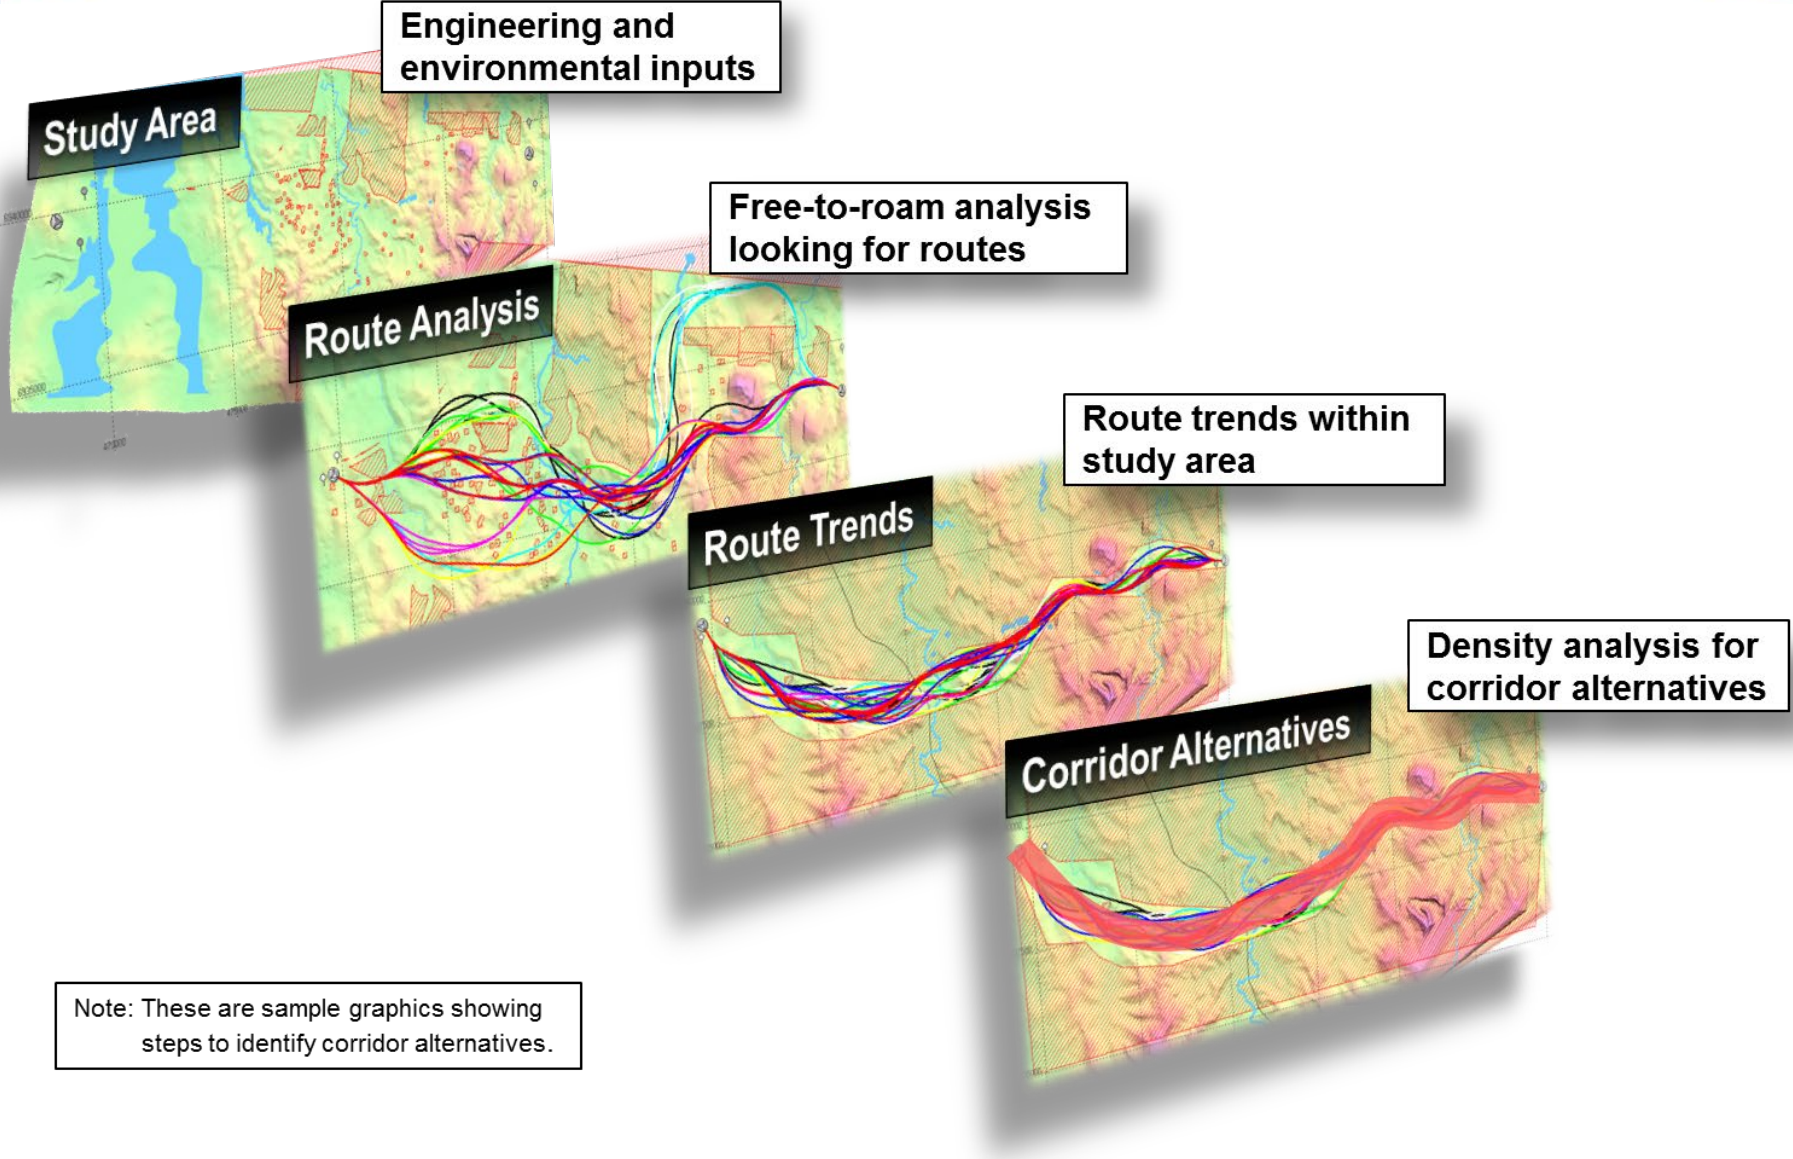 Engineering and
environmental inputs
Study Area
Free-to-roam analysis
looking for routes
Route Analysis
Route trends within
study area
Route Trends
Density analysis for
corridor alternatives
Corridor Alternatives
Note: These are sample graphics showing
steps to identify corridor alternatives.